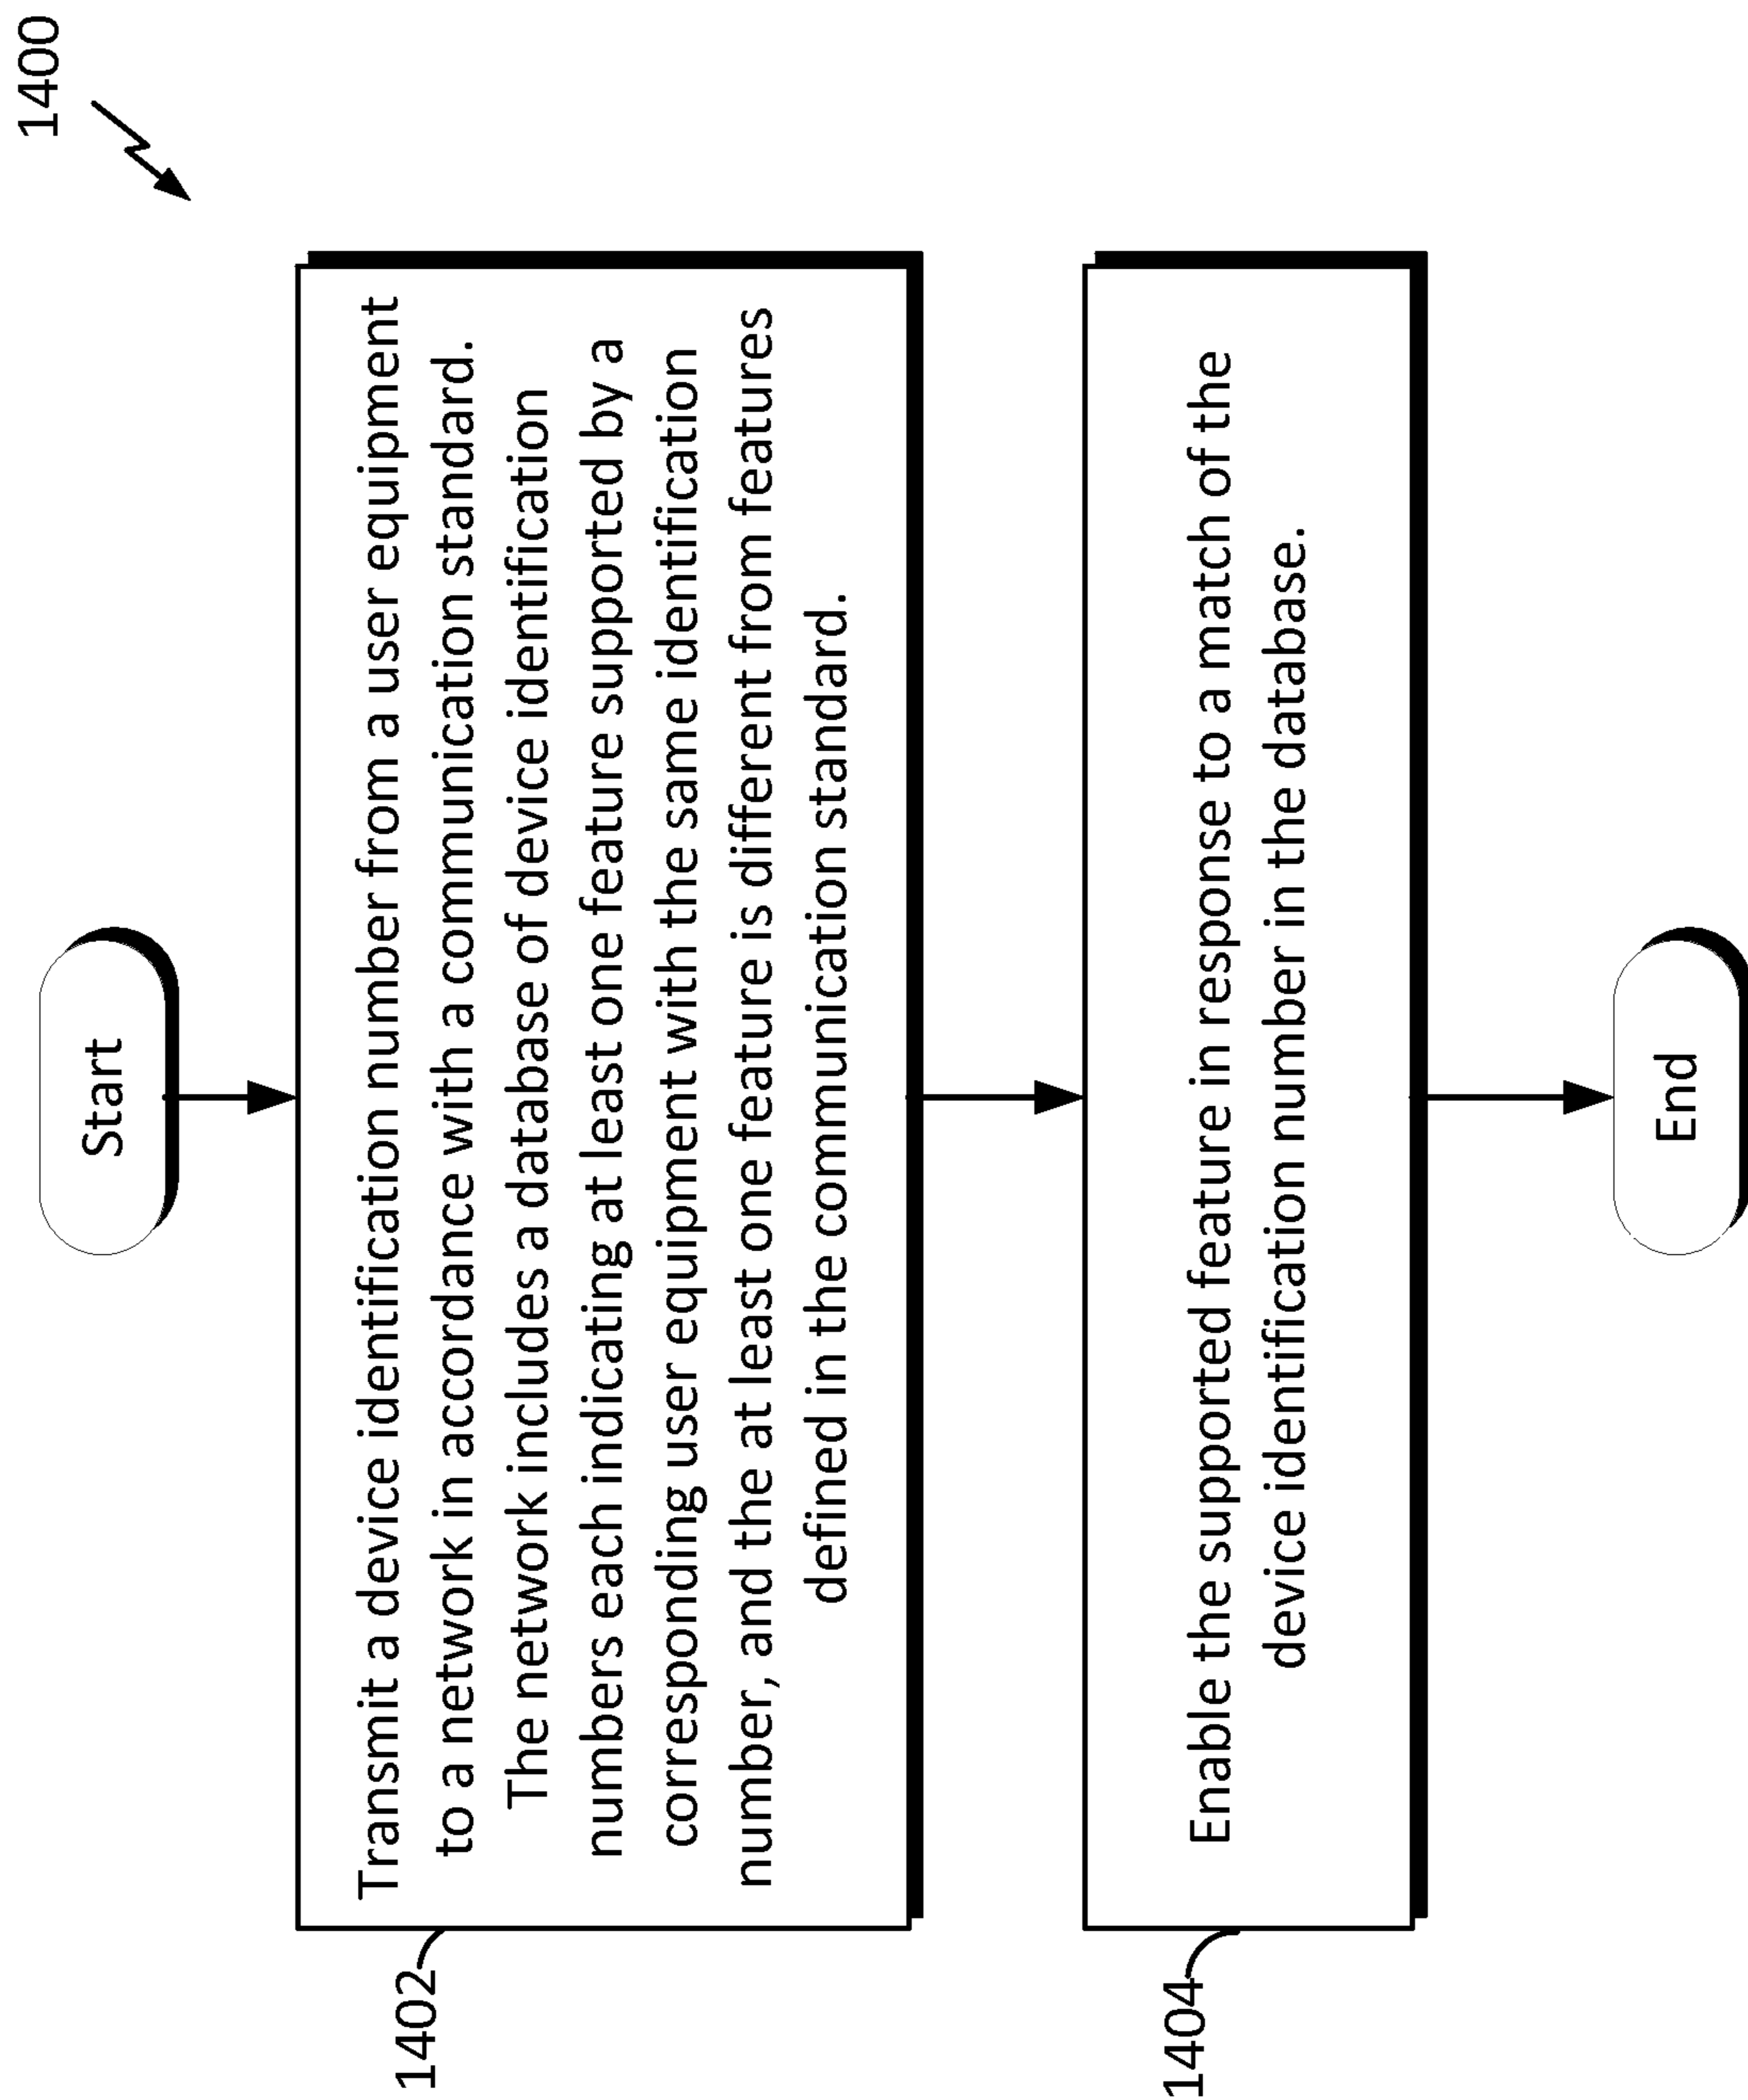 1400
Start
1402
Transmit a device identification number from a user equipment
to a network in accordance with a communication standard.
The network includes a database of device identification
numbers each indicating at least one feature supported by a
corresponding user equipment with the same identification
number, and the at least one feature is different from features
defined in the communication standard.
1404
Enable the supported feature in response to a match of the
device identification number in the database.
End